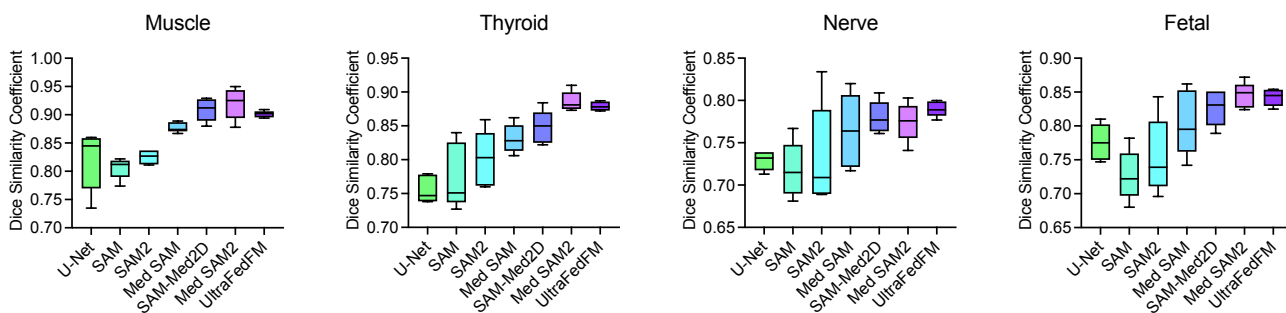 Muscle
Dice Similarity Coefficient
1.00
0.95
0.90
0.85
0.80
0.75
0.70
U-Net
SAM
SAM2
Med SAM
SAM-Med2D
Med SAM2
UltraFedFM
Thyroid
Dice Similarity Coefficient
0.95
0.90
0.85
0.80
0.75
0.70
U-Net
SAM
SAM2
Med SAM
SAM-Med2D
Med SAM2
UltraFedFM
Nerve
Dice Similarity Coefficient
0.85
0.80
0.75
0.70
0.65
U-Net
SAM
SAM2
Med SAM
SAM-Med2D
Med SAM2
UltraFedFM
Fetal
Dice Similarity Coefficient
0.90
0.85
0.80
0.75
0.70
0.65
U-Net
SAM
SAM2
Med SAM
SAM-Med2D
Med SAM2
UltraFedFM